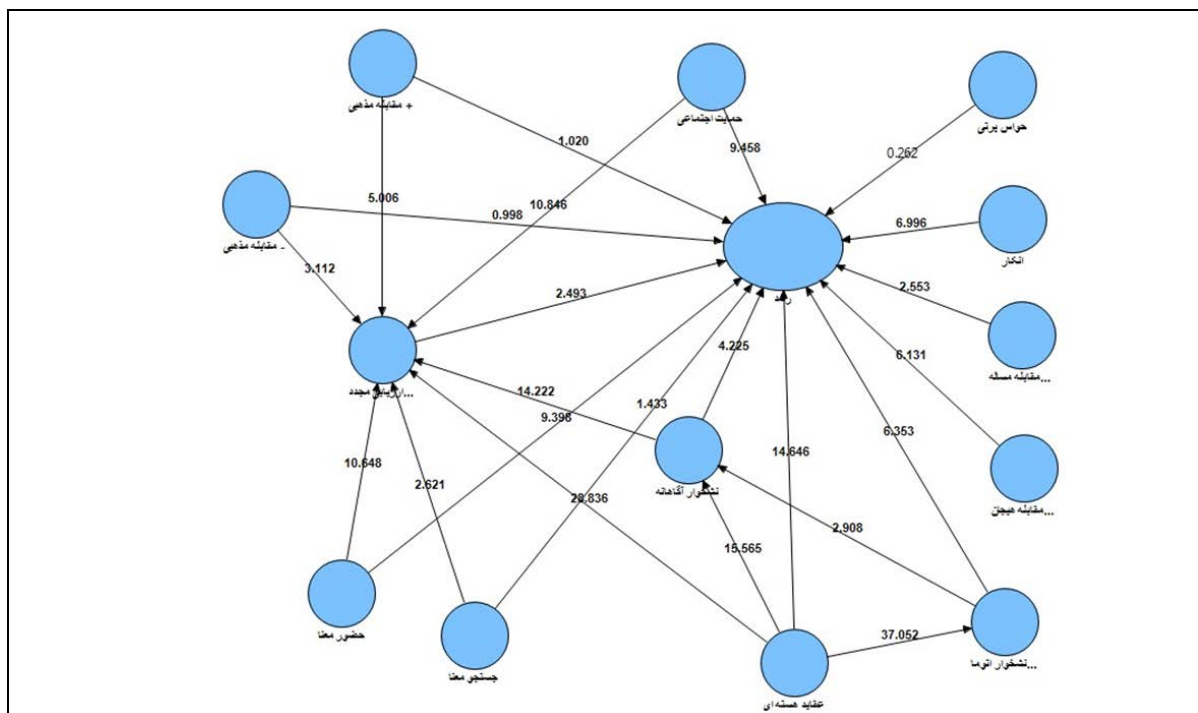 + مقابله مذهبی
حمایت اجتماعی
حواس پرتی
1.020
9.458
0.262
5.006
10.846
0.998
6.996
- مقابله مذهبی
انکار
3.112
2.493
2.553
4.225
6.131
مقابله مساله...
ارزیابی مجدد...
14.222
1.433
9.398
6.353
10.648
14.646
2.621
نشخوار آگاهانه
28.836
مقابله هیجان...
2.908
15.565
حضور معنا
37.052
جستجو معنا
نشخوار اتوما...
عقاید هسته ای